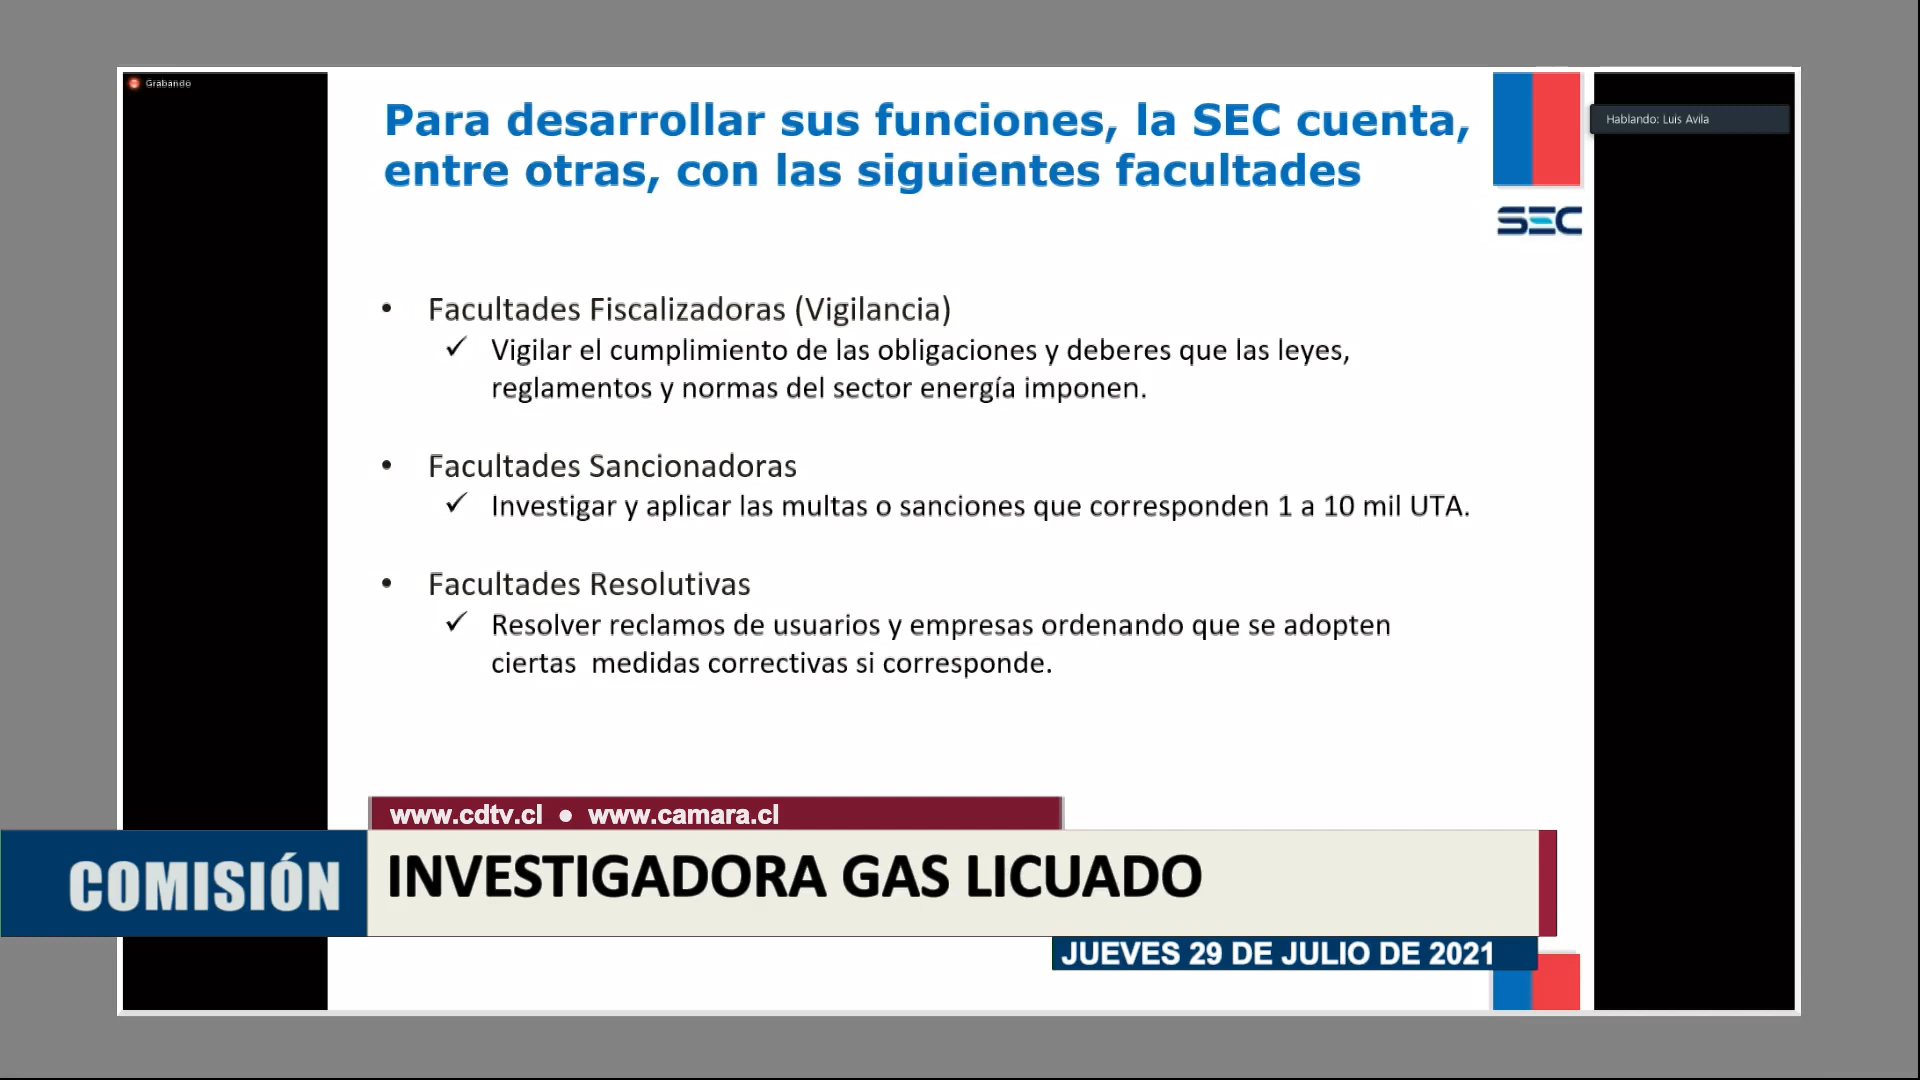 Grabando
Para desarrollar sus funciones, la SEC cuenta,
entre otras, con las siguientes facultades
Hablando: Luis Avila
SEC
• Facultades Fiscalizadoras (Vigilancia)
✓ Vigilar el cumplimiento de las obligaciones y deberes que las leyes,
reglamentos y normas del sector energía imponen.
• Facultades Sancionadoras
✓ Investigar y aplicar las multas o sanciones que corresponden 1 a 10 mil UTA.
• Facultades Resolutivas
✓ Resolver reclamos de usuarios y empresas ordenando que se adopten
ciertas  medidas correctivas si corresponde.
www.cdtv.cl ● www.camara.cl
COMISIÓN
INVESTIGADORA GAS LICUADO
JUEVES 29 DE JULIO DE 2021